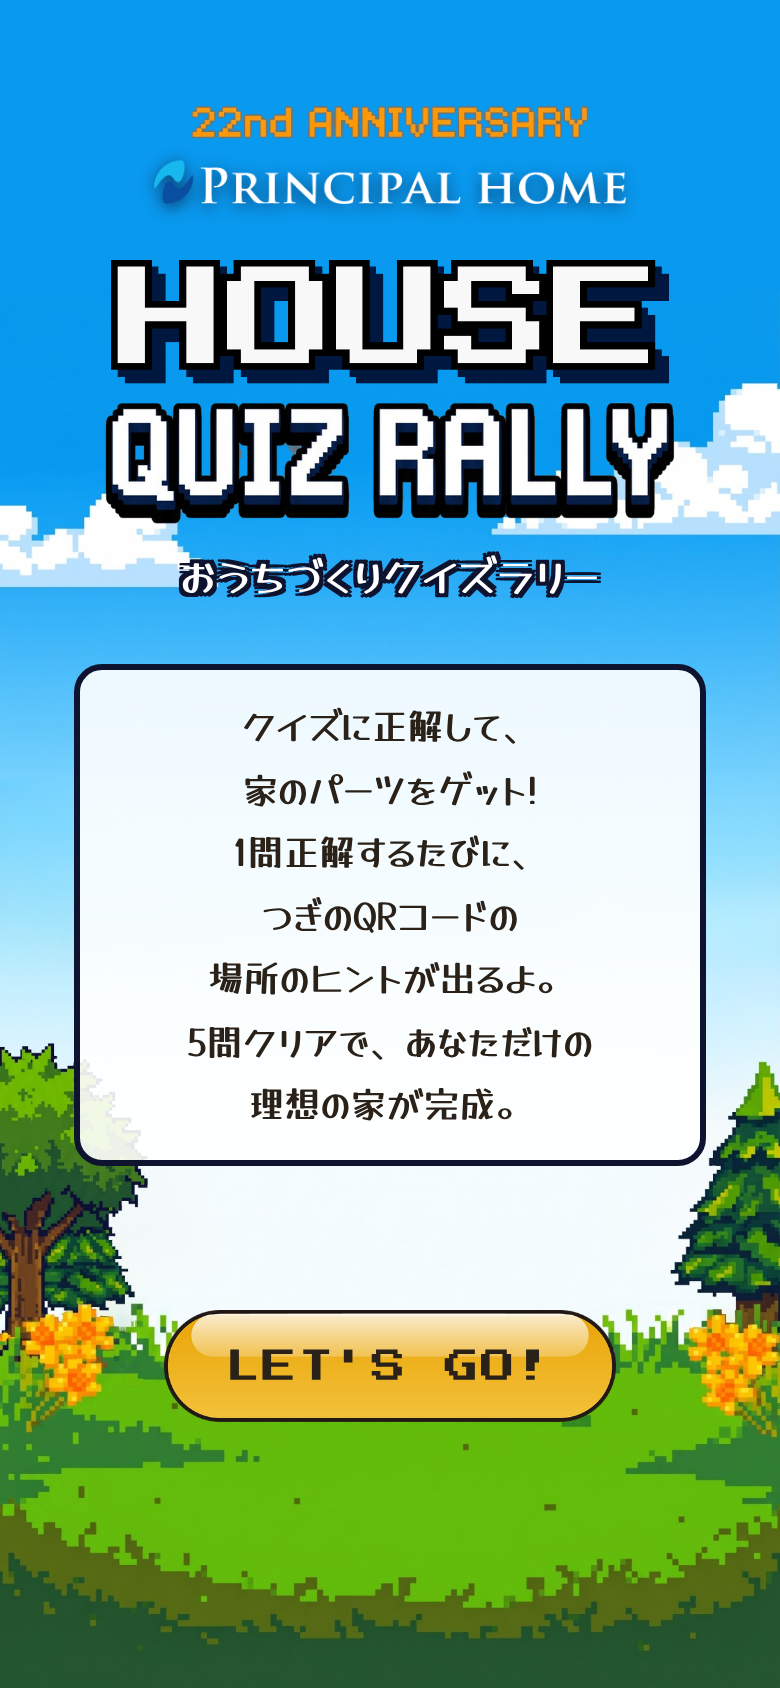 22nd ANNIVERSARY
PRINCIPAL HOME
HOUSE
QUIZ RALLY
おうちづくりクイズラリー
クイズに正解して、
家のパーツをゲット!
1問正解するたびに、
つぎのQRコードの
場所のヒントが出るよ。
5問クリアで、あなただけの
理想の家が完成。
LET'S GO!